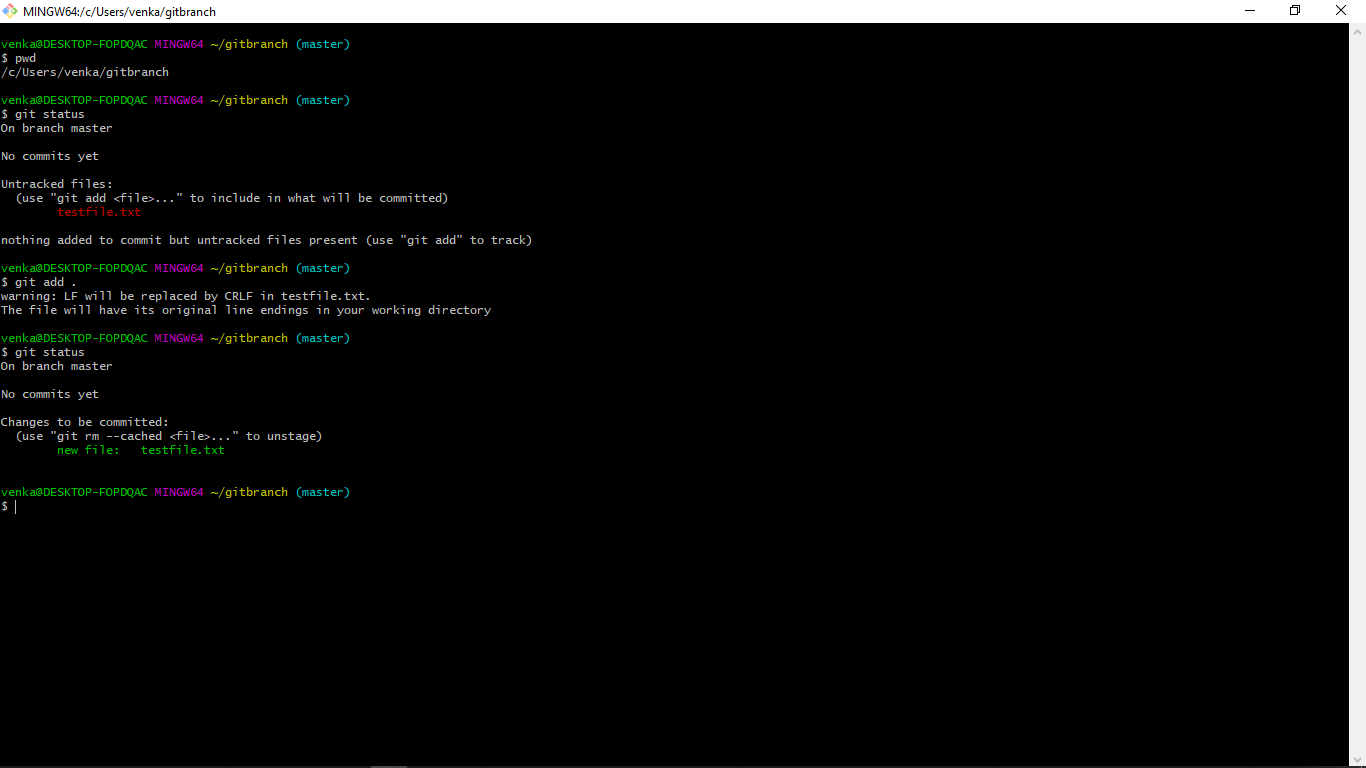 MINGW64:/c/Users/venka/gitbranch
venka@DESKTOP-FOPDQAC MINGW64 ~/gitbranch (master)
$ pwd
/c/Users/venka/gitbranch
venka@DESKTOP-FOPDQAC MINGW64 ~/gitbranch (master)
$ git status
On branch master
No commits yet
Untracked files:
(use "git add <file>..." to include in what will be committed)
testfile.txt
nothing added to commit but untracked files present (use "git add" to track)
venka@DESKTOP-FOPDQAC MINGW64 ~/gitbranch (master)
$ git add .
warning: LF will be replaced by CRLF in testfile.txt.
The file will have its original line endings in your working directory
venka@DESKTOP-FOPDQAC MINGW64 ~/gitbranch (master)
$ git status
On branch master
No commits yet
Changes to be committed:
(use "git rm --cached <file>..." to unstage)
new file:   testfile.txt
venka@DESKTOP-FOPDQAC MINGW64 ~/gitbranch (master)
$